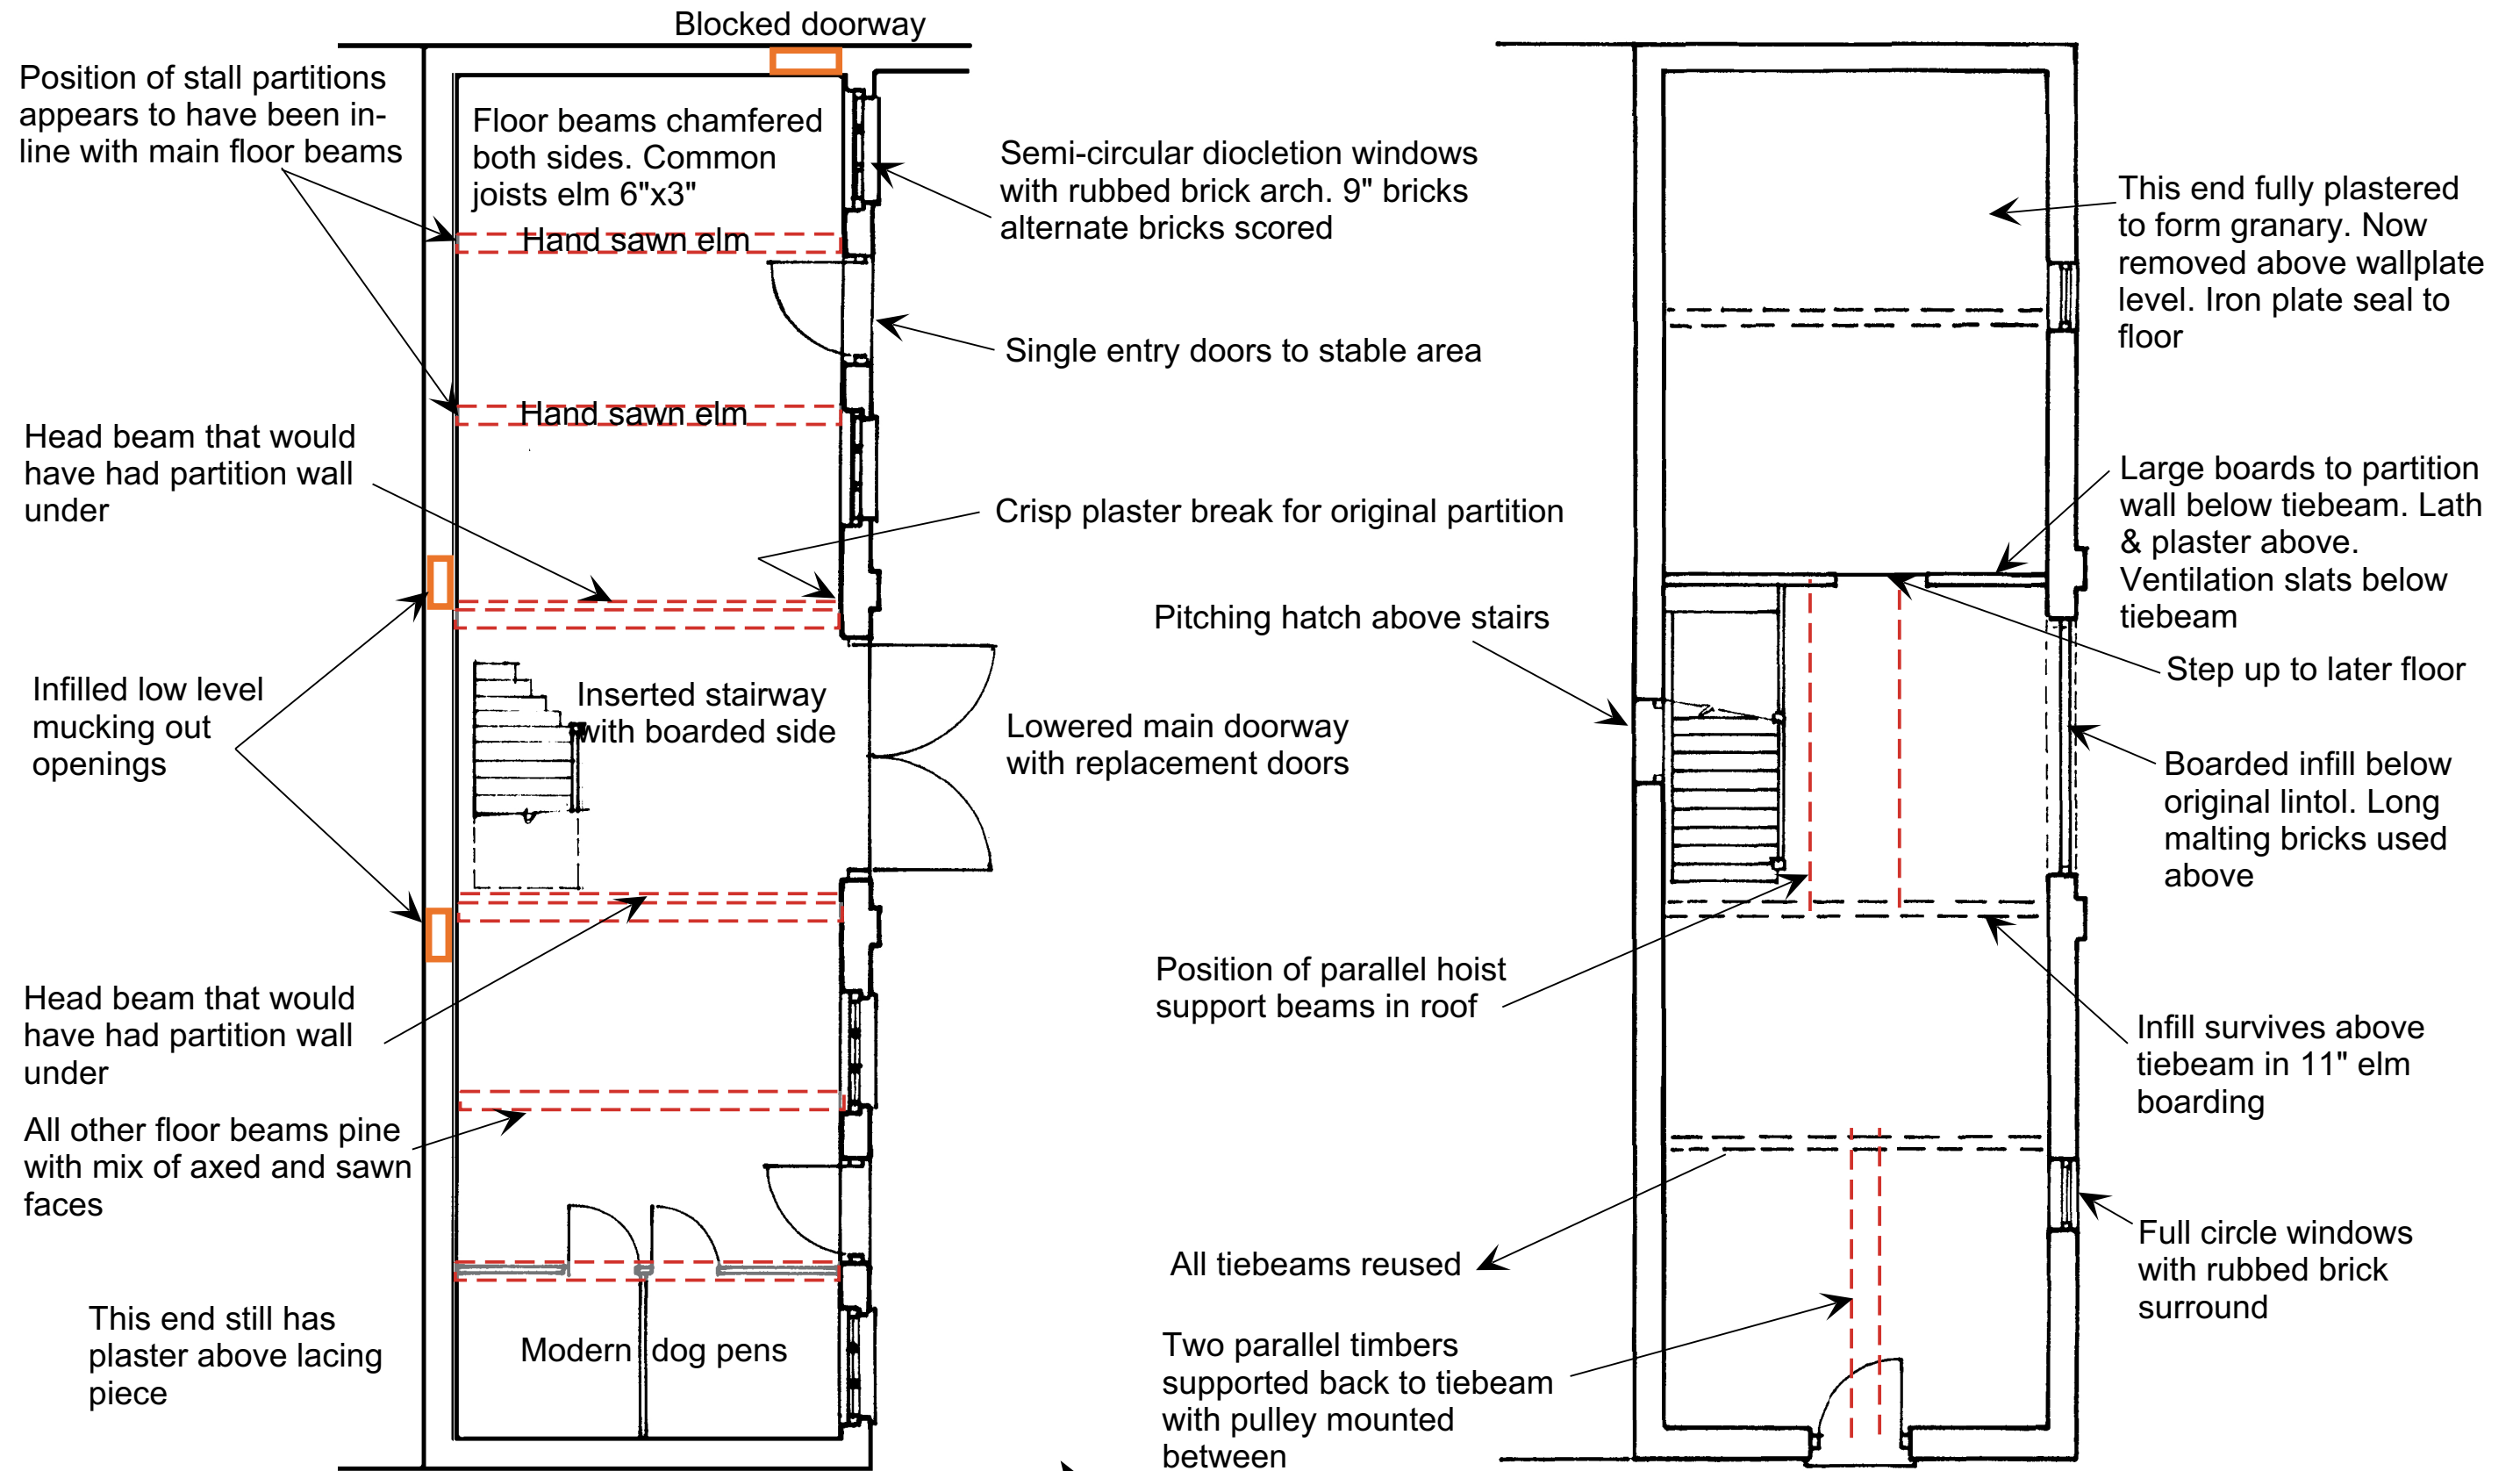 Blocked doorway
Position of stall partitions
appears to have been in-
line with main floor beams
Floor beams chamfered
both sides. Common
joists elm 6"x3"
Hand sawn elm
Semi-circular diocletion windows
with rubbed brick arch. 9" bricks
alternate bricks scored
This end fully plastered
to form granary. Now
removed above wallplate
level. Iron plate seal to
floor
Single entry doors to stable area
Hand sawn elm
Head beam that would
have had partition wall
under
Crisp plaster break for original partition
Large boards to partition
wall below tiebeam. Lath
& plaster above.
Ventilation slats below
tiebeam
Pitching hatch above stairs
Step up to later floor
Infilled low level
mucking out
openings
Inserted stairway
with boarded side
Lowered main doorway
with replacement doors
Boarded infill below
original lintol. Long
malting bricks used
above
Position of parallel hoist
support beams in roof
Head beam that would
have had partition wall
under
Infill survives above
tiebeam in 11" elm
boarding
All other floor beams pine
with mix of axed and sawn
faces
All tiebeams reused
Full circle windows
with rubbed brick
surround
This end still has
plaster above lacing
piece
Modern dog pens
Two parallel timbers
supported back to tiebeam
with pulley mounted
between